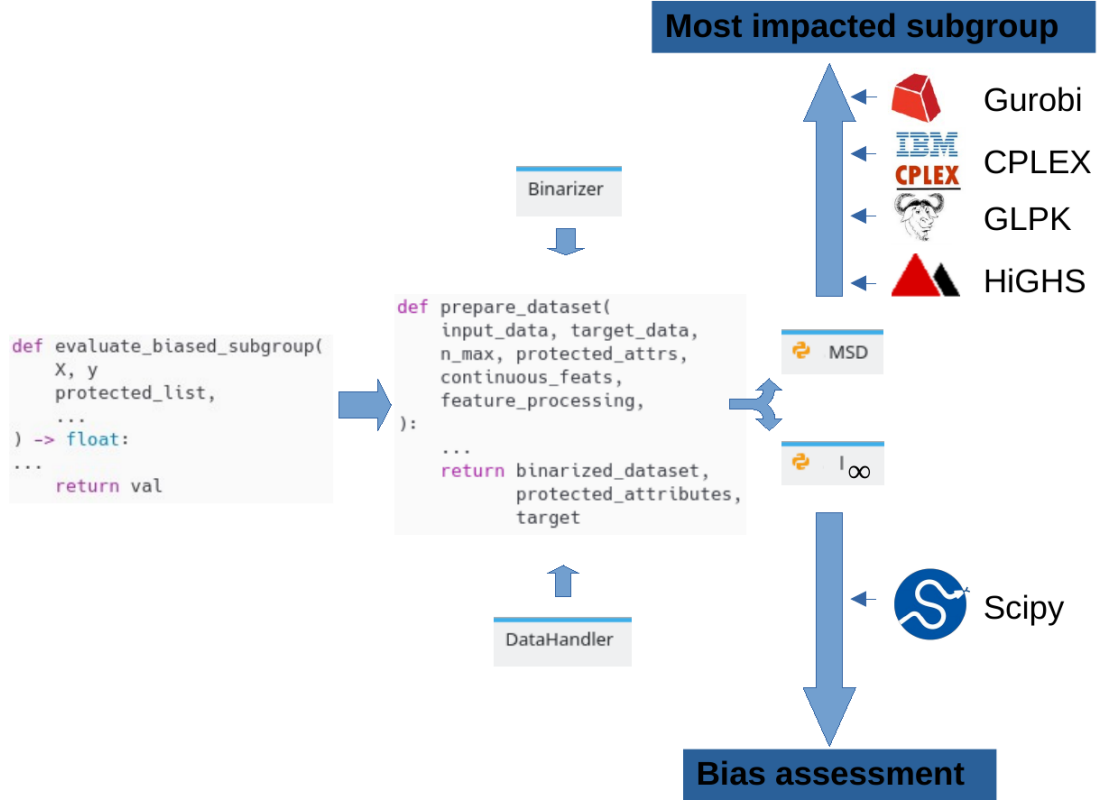 Most impacted subgroup
Gurobi
IBM
CPLEX
CPLEX
GLPK
HiGHS
Binarizer
def evaluate_biased_subgroup(
X, y
protected_list,
...
) -> float:
...
return val
def prepare_dataset(
input_data, target_data,
n_max, protected_attrs,
continuous_feats,
feature_processing,
):
...
return binarized_dataset,
protected_attributes,
target
MSD
l∞
DataHandler
Scipy
Bias assessment